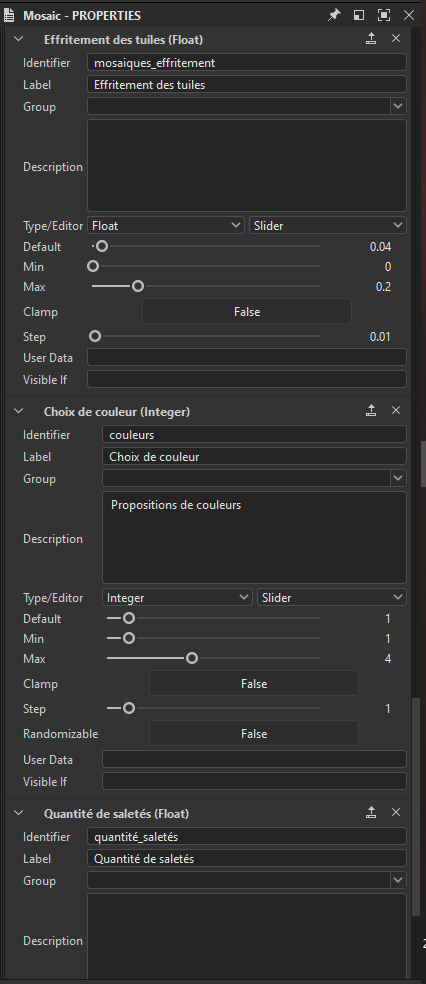 Mosaic - PROPERTIES
Effritement des tuiles (Float)
Identifier mosaiques_effritement
Label Effritement des tuiles
Group
Description
Type/Editor Float Slider
Default 0.04
Min 0
Max 0.2
Clamp False
Step 0.01
User Data
Visible If
Choix de couleur (Integer)
Identifier couleurs
Label Choix de couleur
Group
Propositions de couleurs
Description
Type/Editor Integer Slider
Default 1
Min 1
Max 4
Clamp False
Step 1
Randomizable False
User Data
Visible If
Quantité de saletés (Float)
Identifier quantité_saletés
Label Quantité de saletés
Group
Description